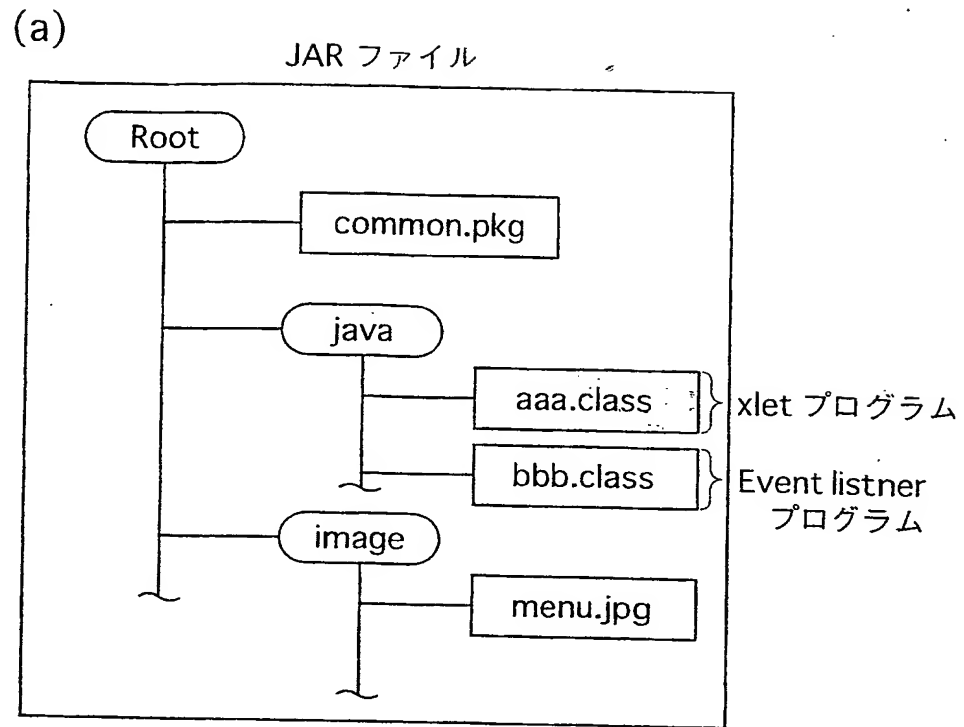 (a)
JAR ファイル
Root
common.pkg
java
aaa.class
xlet プログラム
bbb.class
Event listner
プログラム
image
menu.jpg